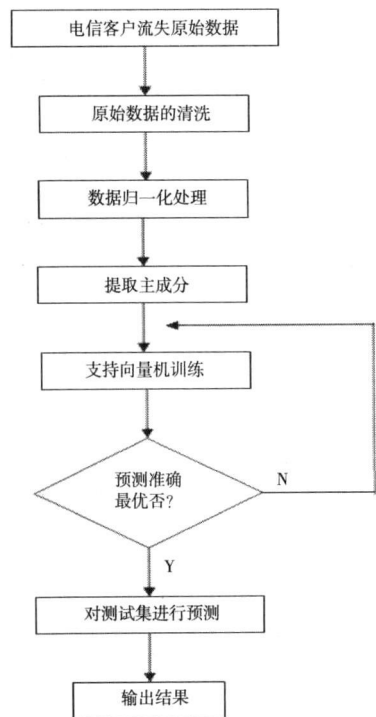 电信客户流失原始数据
原始数据的清洗
数据归一化处理
提取主成分
支持向量机训练
预测准确
最优否?
N
Y
对测试集进行预测
输出结果